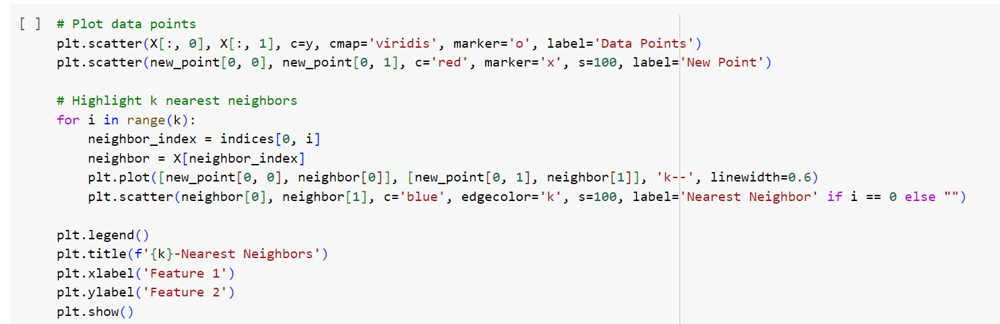 [ ] # Plot data points
plt.scatter(X[:, 0], X[:, 1], c=y, cmap='viridis', marker='o', label='Data Points')
plt.scatter(new_point[0, 0], new_point[0, 1], c='red', marker='x', s=100, label='New Point')

# Highlight k nearest neighbors
for i in range(k):
    neighbor_index = indices[0, i]
    neighbor = X[neighbor_index]
    plt.plot([new_point[0, 0], neighbor[0]], [new_point[0, 1], neighbor[1]], 'k--', linewidth=0.6)
    plt.scatter(neighbor[0], neighbor[1], c='blue', edgecolor='k', s=100, label='Nearest Neighbor' if i == 0 else "")

plt.legend()
plt.title(f'{k}-Nearest Neighbors')
plt.xlabel('Feature 1')
plt.ylabel('Feature 2')
plt.show()